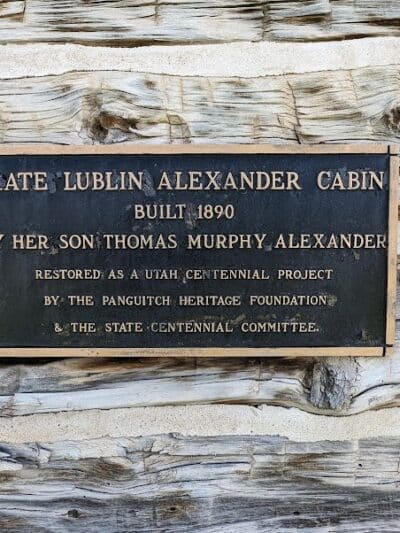 ATE LUBLIN ALEXANDER CABIN
BUILT 1890
Y HER SON THOMAS MURPHY ALEXANDER
RESTORED AS A UTAH CENTENNIAL PROJECT
BY THE PANGUITCH HERITAGE FOUNDATION
& THE STATE CENTENNIAL COMMITTEE.